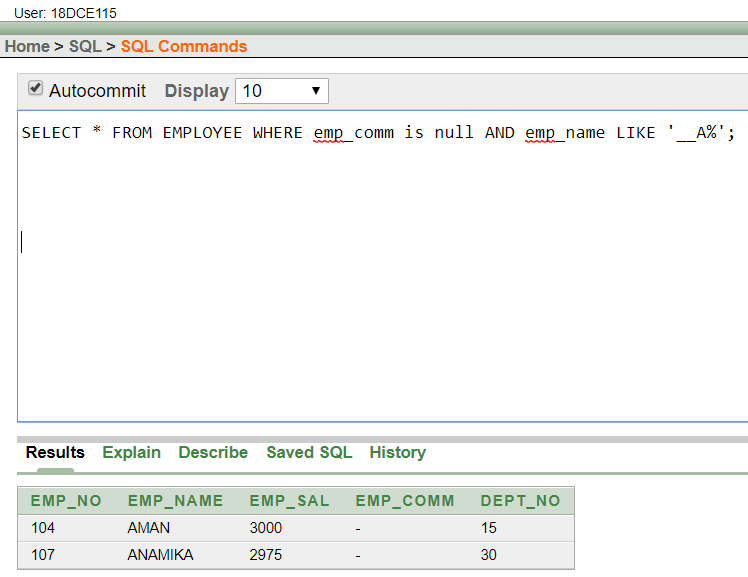 User: 18DCE115
Home > SQL > SQL Commands
Autocommit Display 10
SELECT * FROM EMPLOYEE WHERE emp_comm is null AND emp_name LIKE '__A%';
Results Explain Describe Saved SQL History
EMP_NO EMP_NAME EMP_SAL EMP_COMM DEPT_NO
104 AMAN 3000 - 15
107 ANAMIKA 2975 - 30